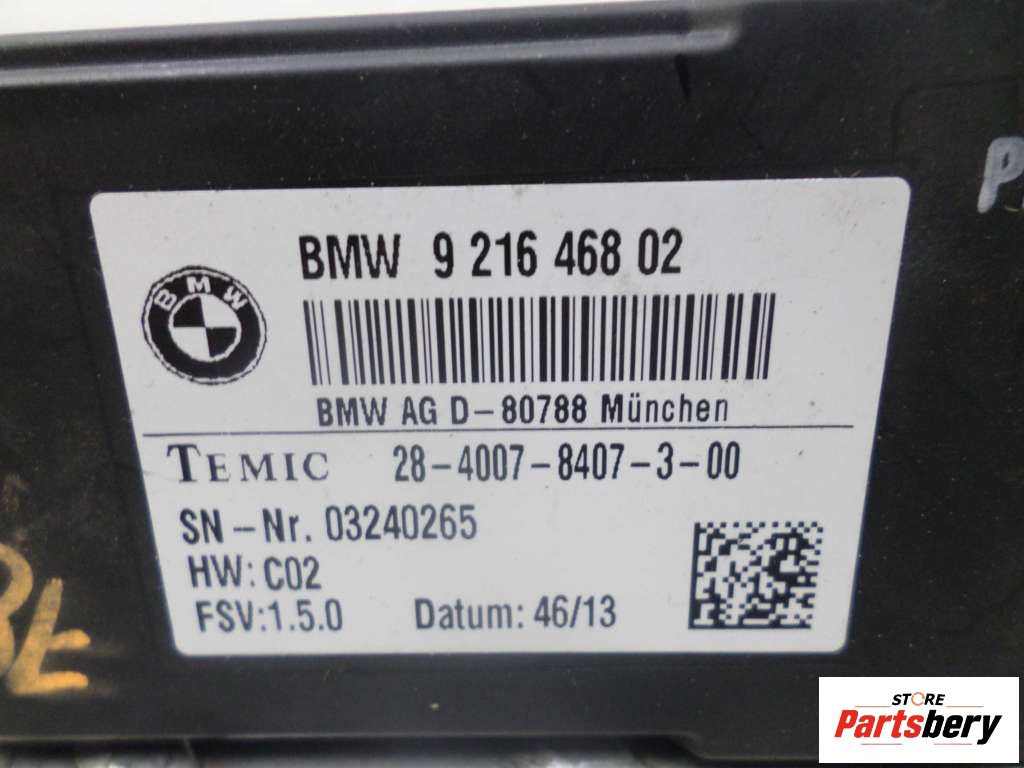 BMW 9 216 468 02
BMW
BMW AG D-80788 München
TEMIC 28-4007-8407-3-00
SN-Nr. 03240265
HW: C02
FSV:1.5.0 Datum: 46/13
STORE
Partsbery